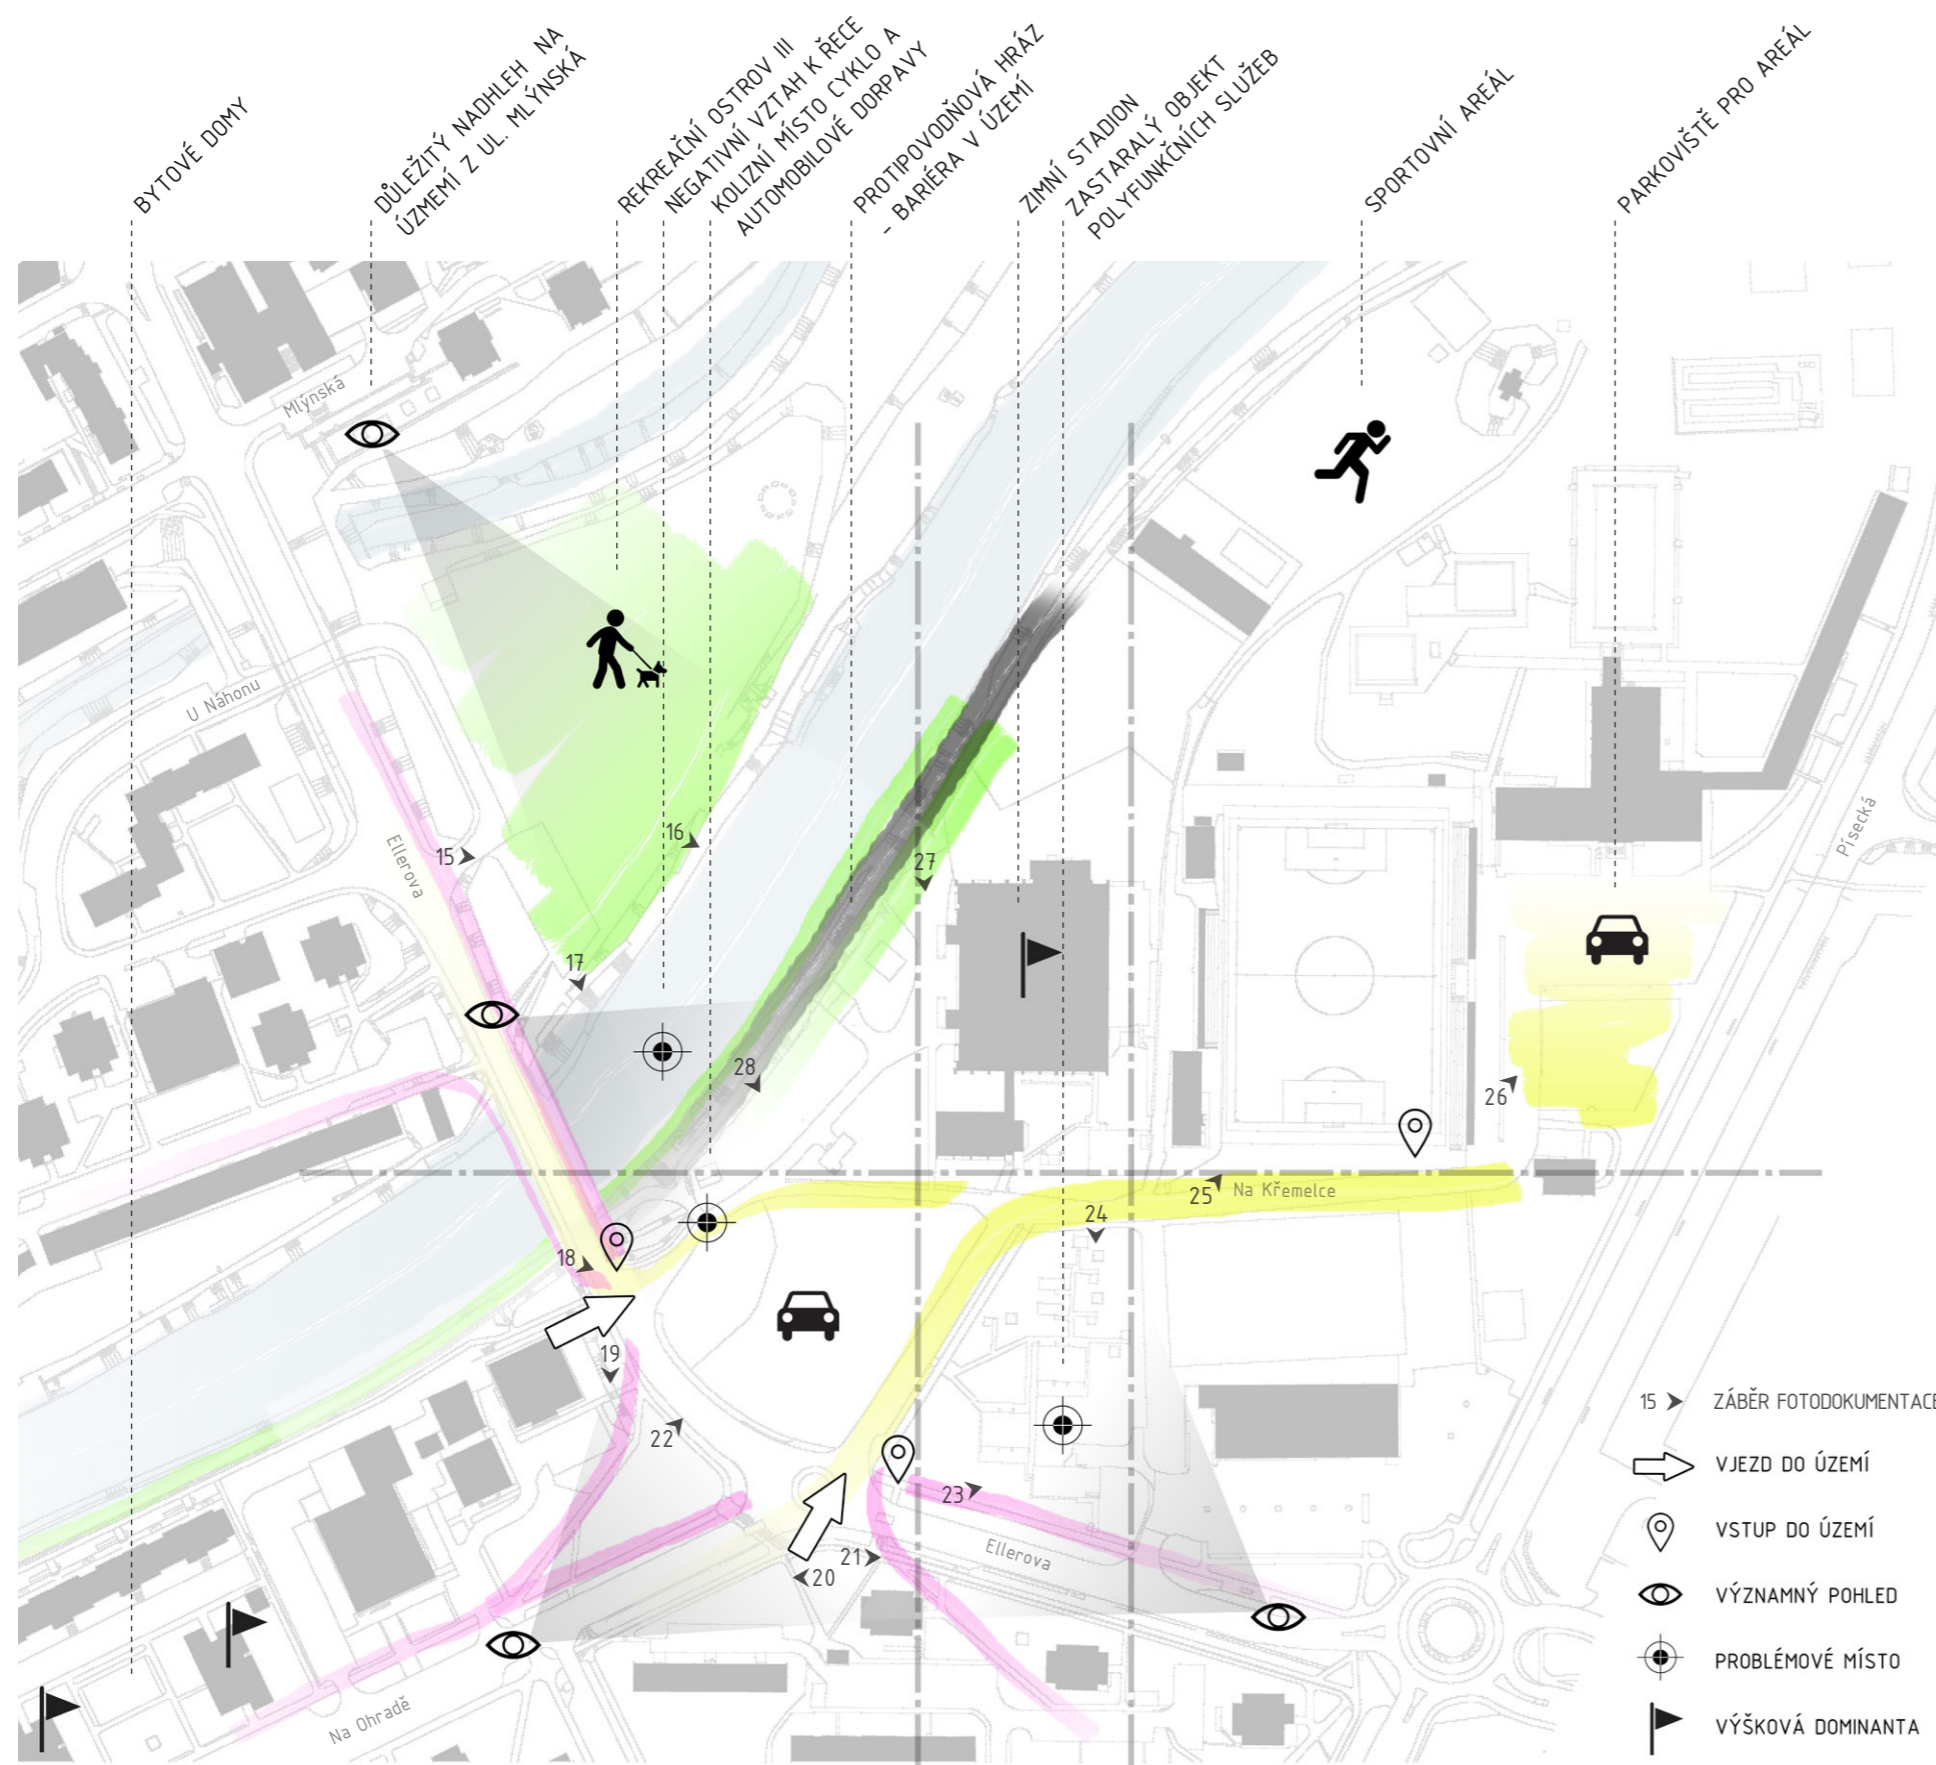 BYTOVÉ DOMY
DŮLEŽITÝ NADHLEH NA
ÚZMEMÍ Z UL. MLÝNSKÁ
REKREAČNÍ OSTROV III
NEGATIVNÍ VZTAH K ŘECE
KOLIZNÍ MÍSTO CYKLO A
AUTOMOBILOVÉ DORPAVY
PROTIPOVODŇOVÁ HRÁZ
- BARIÉRA V ÚZEMÍ
ZIMNÍ STADION
ZASTARALÝ OBJEKT
POLYFUNKČNÍCH SLUŽEB
SPORTOVNÍ AREÁL
PARKOVIŠTĚ PRO AREÁL
Mlýnská
U Náhonu
Písecká
Ellerova
15
16
27
17
28
26
25
Na Křemelce
24
18
19
22
23
21
20
Ellerova
Na Ohradě
15 ZÁBĚR FOTODOKUMENTACE
VJEZD DO ÚZEMÍ
VSTUP DO ÚZEMÍ
VÝZNAMNÝ POHLED
PROBLÉMOVÉ MÍSTO
VÝŠKOVÁ DOMINANTA